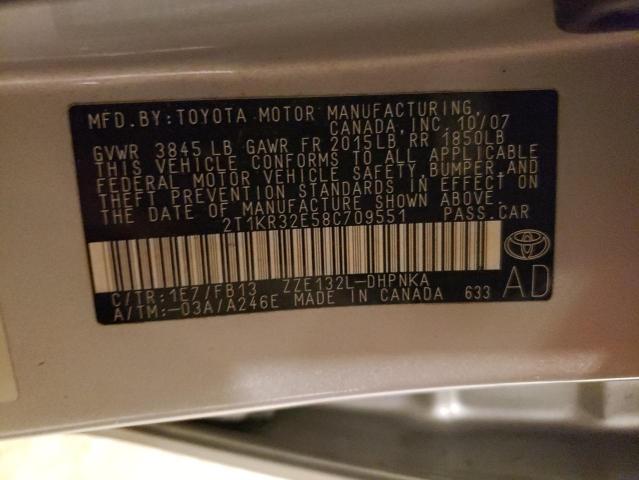 MFD. BY: TOYOTA MOTOR MANUFACTURING,
CANADA, INC. 10/07
GVWR 3845 LB GAWR FR 2015LB RR 1850LB
THIS VEHICLE CONFORMS TO ALL APPLICABLE
FEDERAL MOTOR VEHICLE SAFETY, BUMPER, AND
THEFT PREVENTION STANDARDS IN EFFECT ON
THE DATE OF MANUFACTURE SHOWN ABOVE.
2T1KR32E58C709551 PASS. CAR
C/TR: 1E7/FB13 ZZE132L-DHPNKA
A/TM: -03A/A246E MADE IN CANADA 633
AD